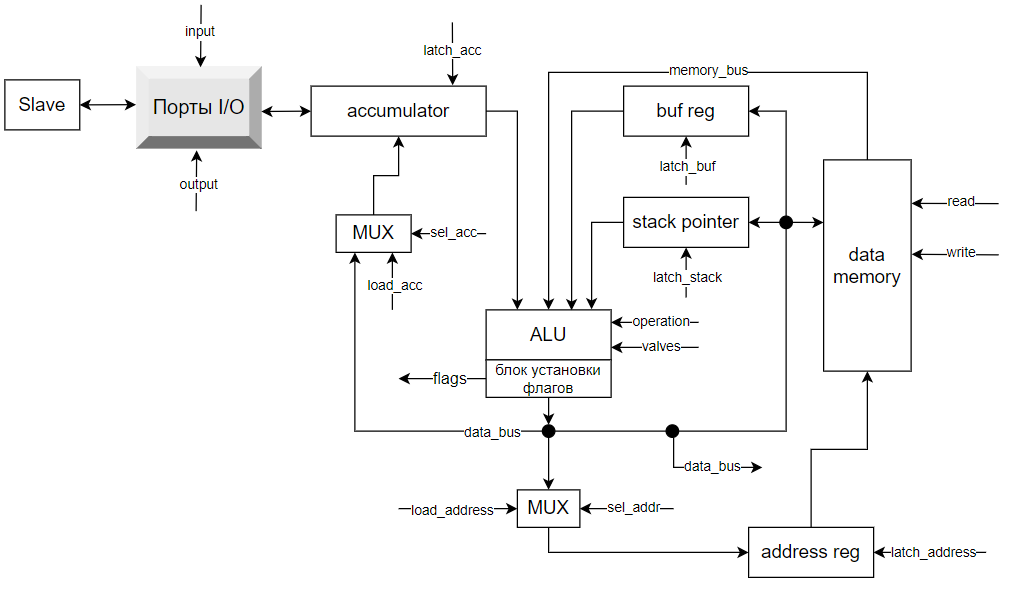 input
latch_acc
memory_bus
Slave
Порты I/O
accumulator
buf reg
latch_buf
output
read
MUX
sel_acc
stack pointer
write
data
memory
load_acc
latch_stack
ALU
operation
valves
flags
блок установки
флагов
data_bus
data_bus
load_address
MUX
sel_addr
address reg
latch_address